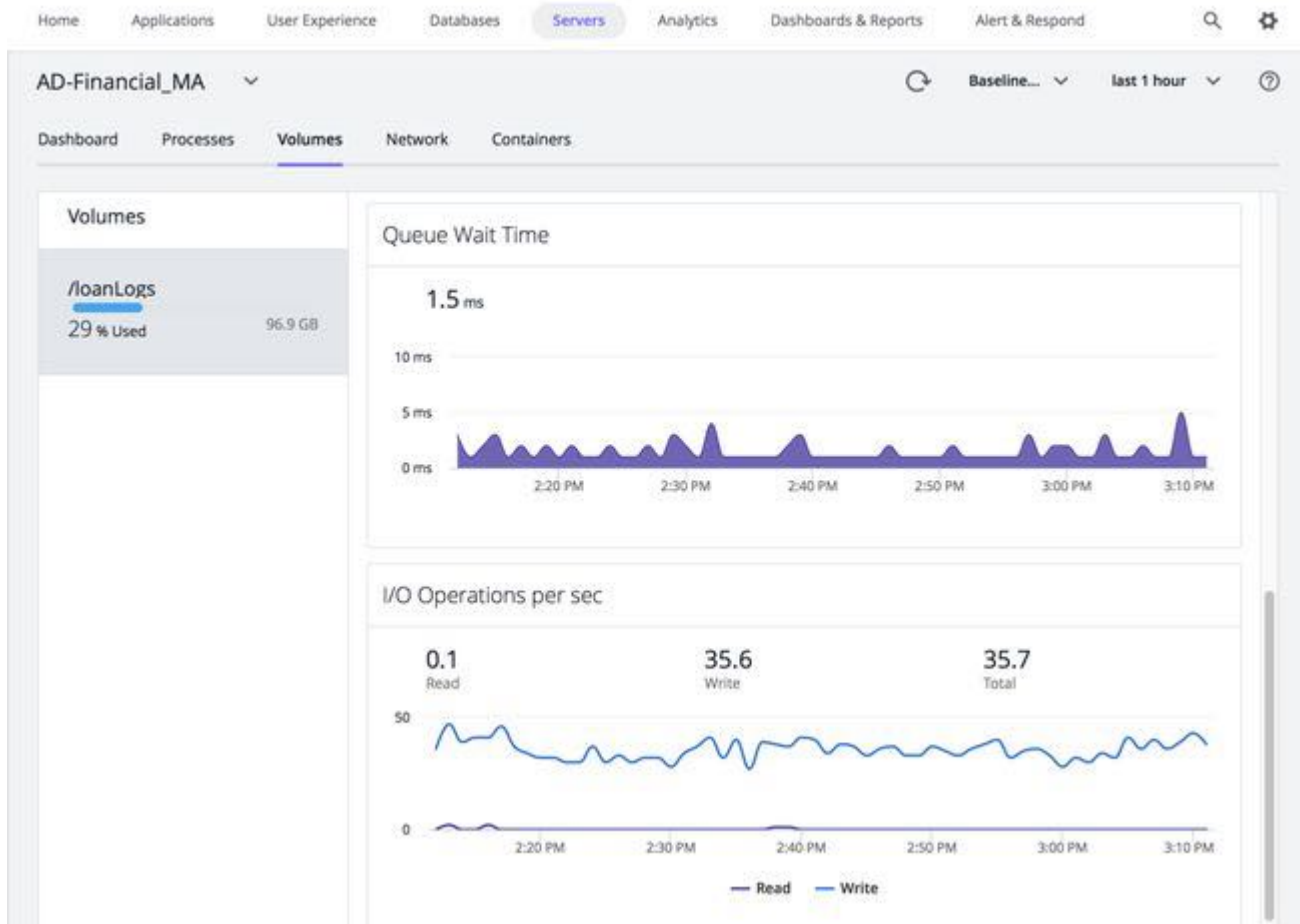 Home Applications User Experience Databases Servers Analytics Dashboards & Reports Alert & Respond
AD-Financial_MA Baseline... last 1 hour
Dashboard Processes Volumes Network Containers
Volumes
/loanLogs
29 % Used 96.9 GB
Queue Wait Time
1.5 ms
10 ms
5 ms
0 ms
2:20 PM 2:30 PM 2:40 PM 2:50 PM 3:00 PM 3:10 PM
I/O Operations per sec
0.1 35.6 35.7
Read Write Total
50
0
2:20 PM 2:30 PM 2:40 PM 2:50 PM 3:00 PM 3:10 PM
Read Write